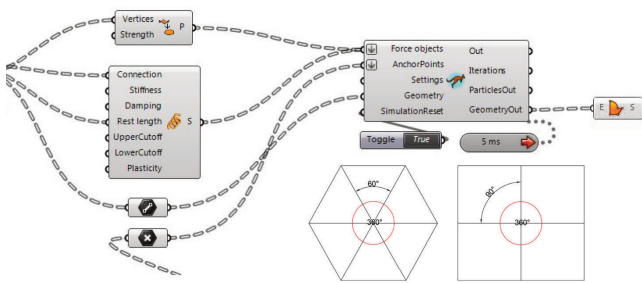 Vertices
Strength
P
Connection
Stiffness
Damping
Rest length
UpperCutoff
LowerCutoff
Plasticity
S
Force objects
AnchorPoints
Settings
Geometry
SimulationReset
Out
Iterations
ParticlesOut
GeometryOut
E S
Toggle True
5 ms
60°
360°
90°
360°